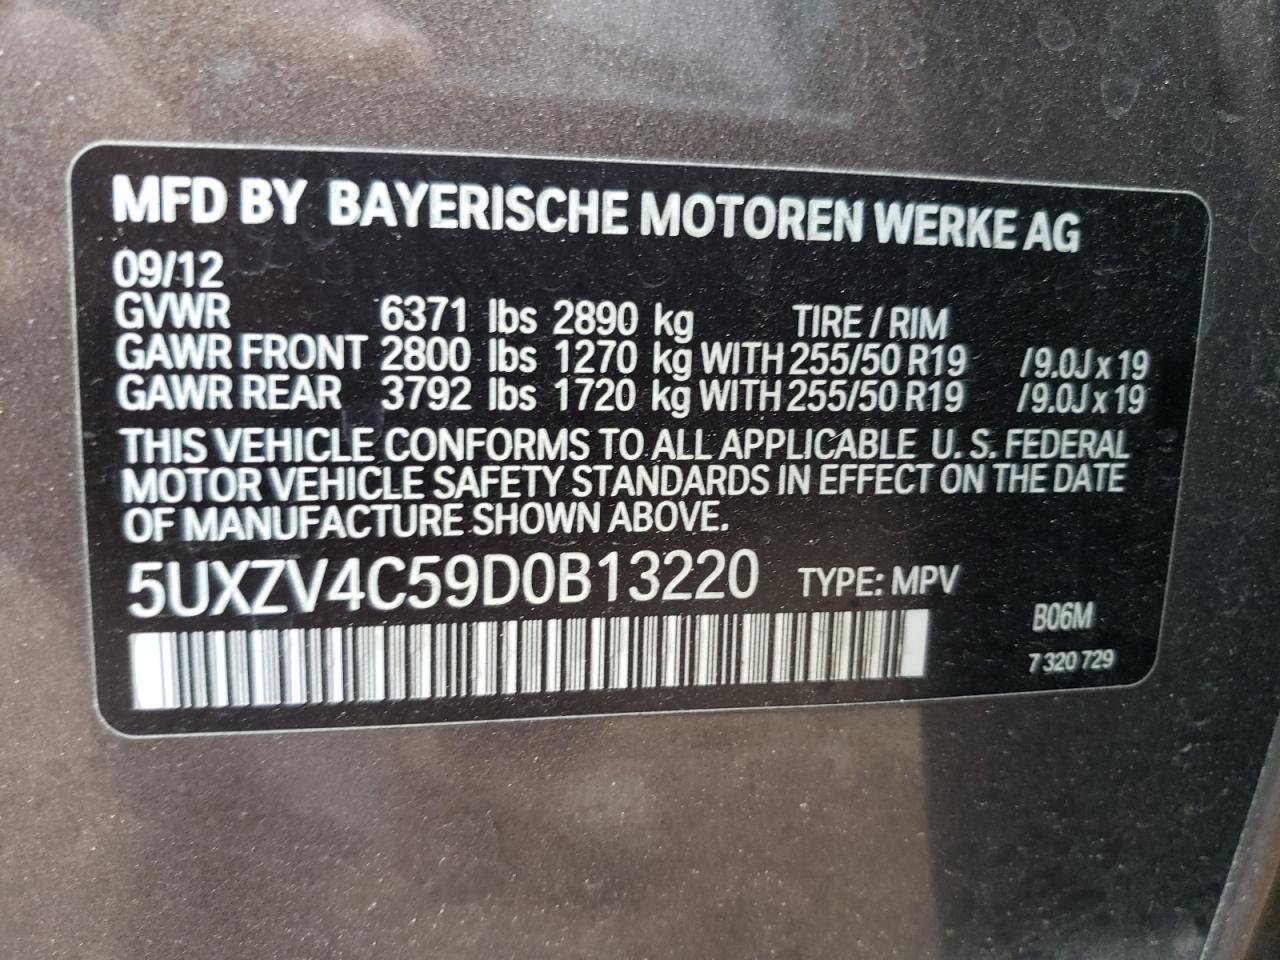 MFD BY BAYERISCHE MOTOREN WERKE AG
09/12
GVWR 6371 lbs 2890 kg TIRE / RIM
GAWR FRONT 2800 lbs 1270 kg WITH 255/50 R19 /9.0J x 19
GAWR REAR 3792 lbs 1720 kg WITH 255/50 R19 /9.0J x 19
THIS VEHICLE CONFORMS TO ALL APPLICABLE U.S. FEDERAL
MOTOR VEHICLE SAFETY STANDARDS IN EFFECT ON THE DATE
OF MANUFACTURE SHOWN ABOVE.
5UXZV4C59D0B13220 TYPE: MPV
B06M
7 320 729